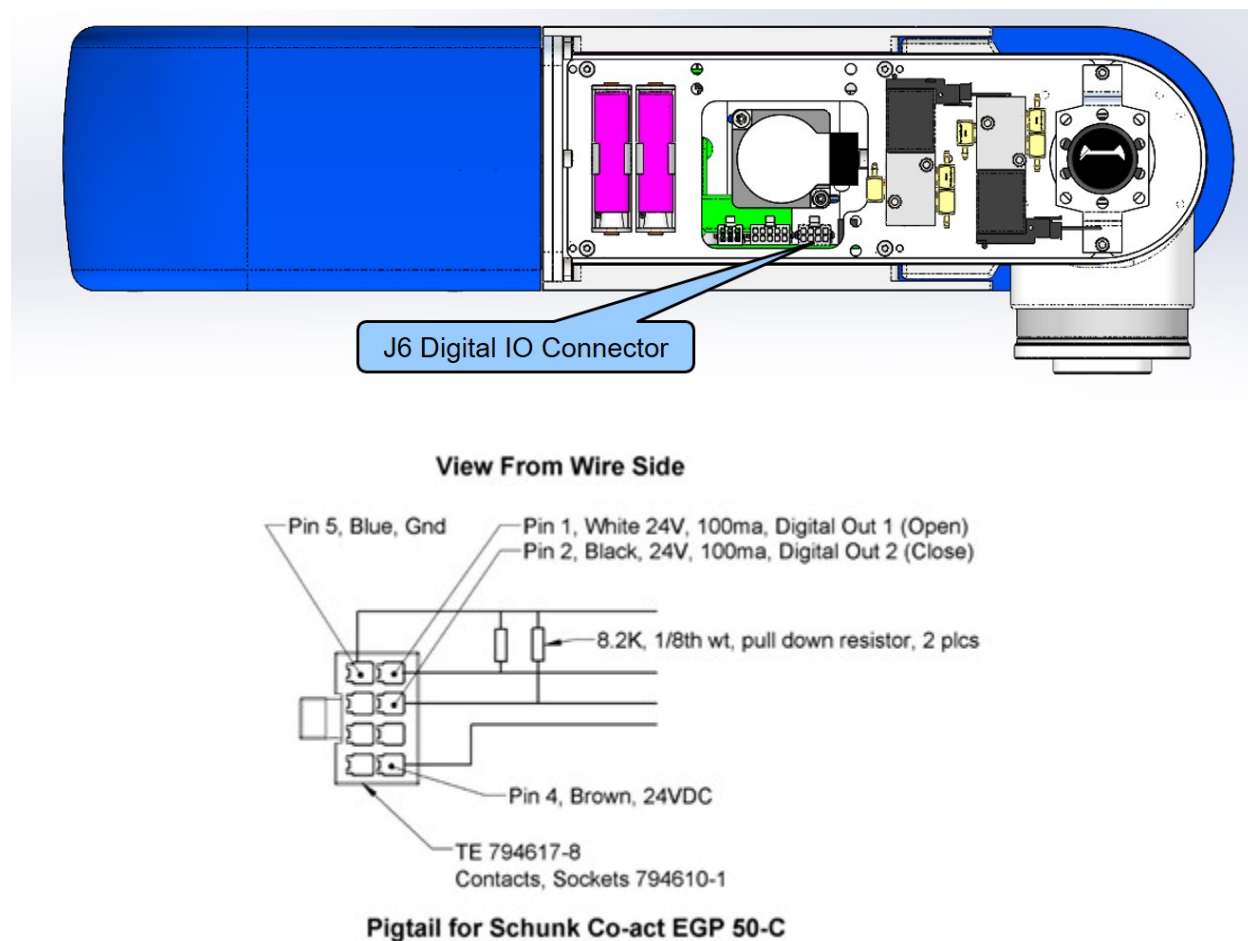 J6 Digital IO Connector
View From Wire Side
Pin 5, Blue, Gnd
Pin 1, White 24V, 100ma, Digital Out 1 (Open)
Pin 2, Black, 24V, 100ma, Digital Out 2 (Close)
8.2K, 1/8th wt, pull down resistor, 2 plcs
Pin 4, Brown, 24VDC
TE 794617-8
Contacts, Sockets 794610-1
Pigtail for Schunk Co-act EGP 50-C